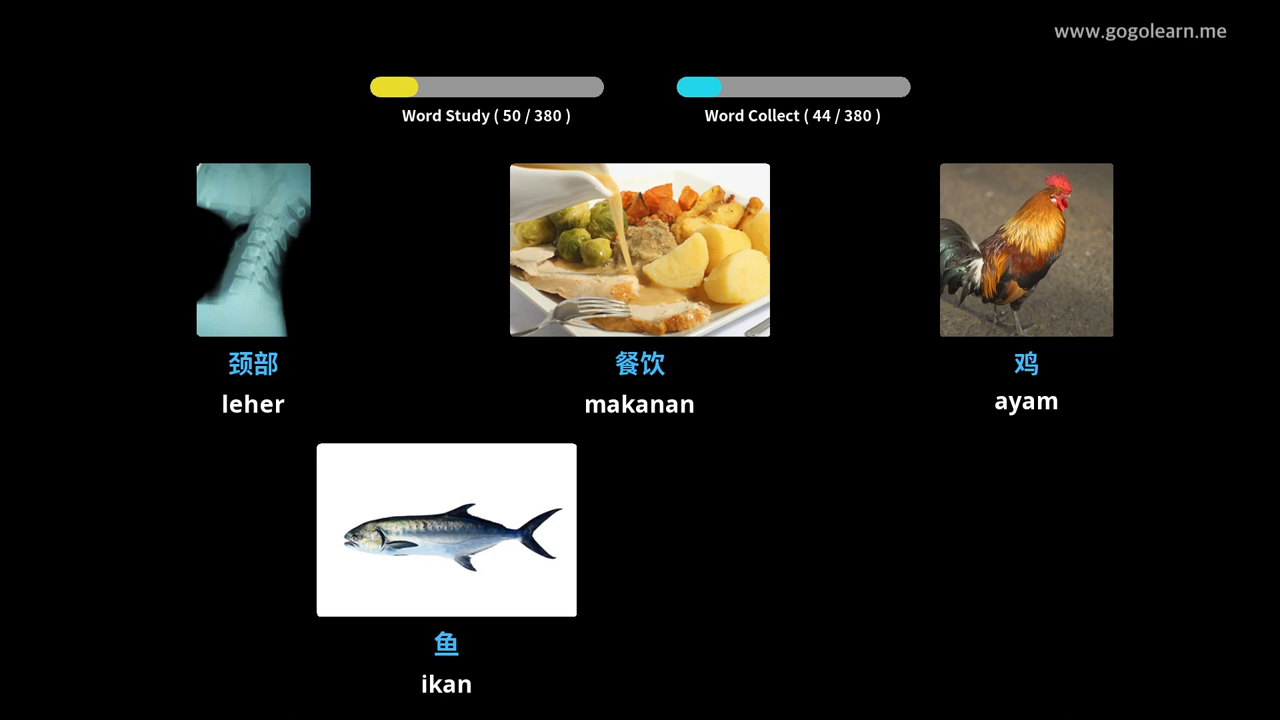 www.gogolearn.me
Word Study ( 50 / 380 )
Word Collect ( 44 / 380 )
颈部
leher
餐饮
makanan
鸡
ayam
鱼
ikan